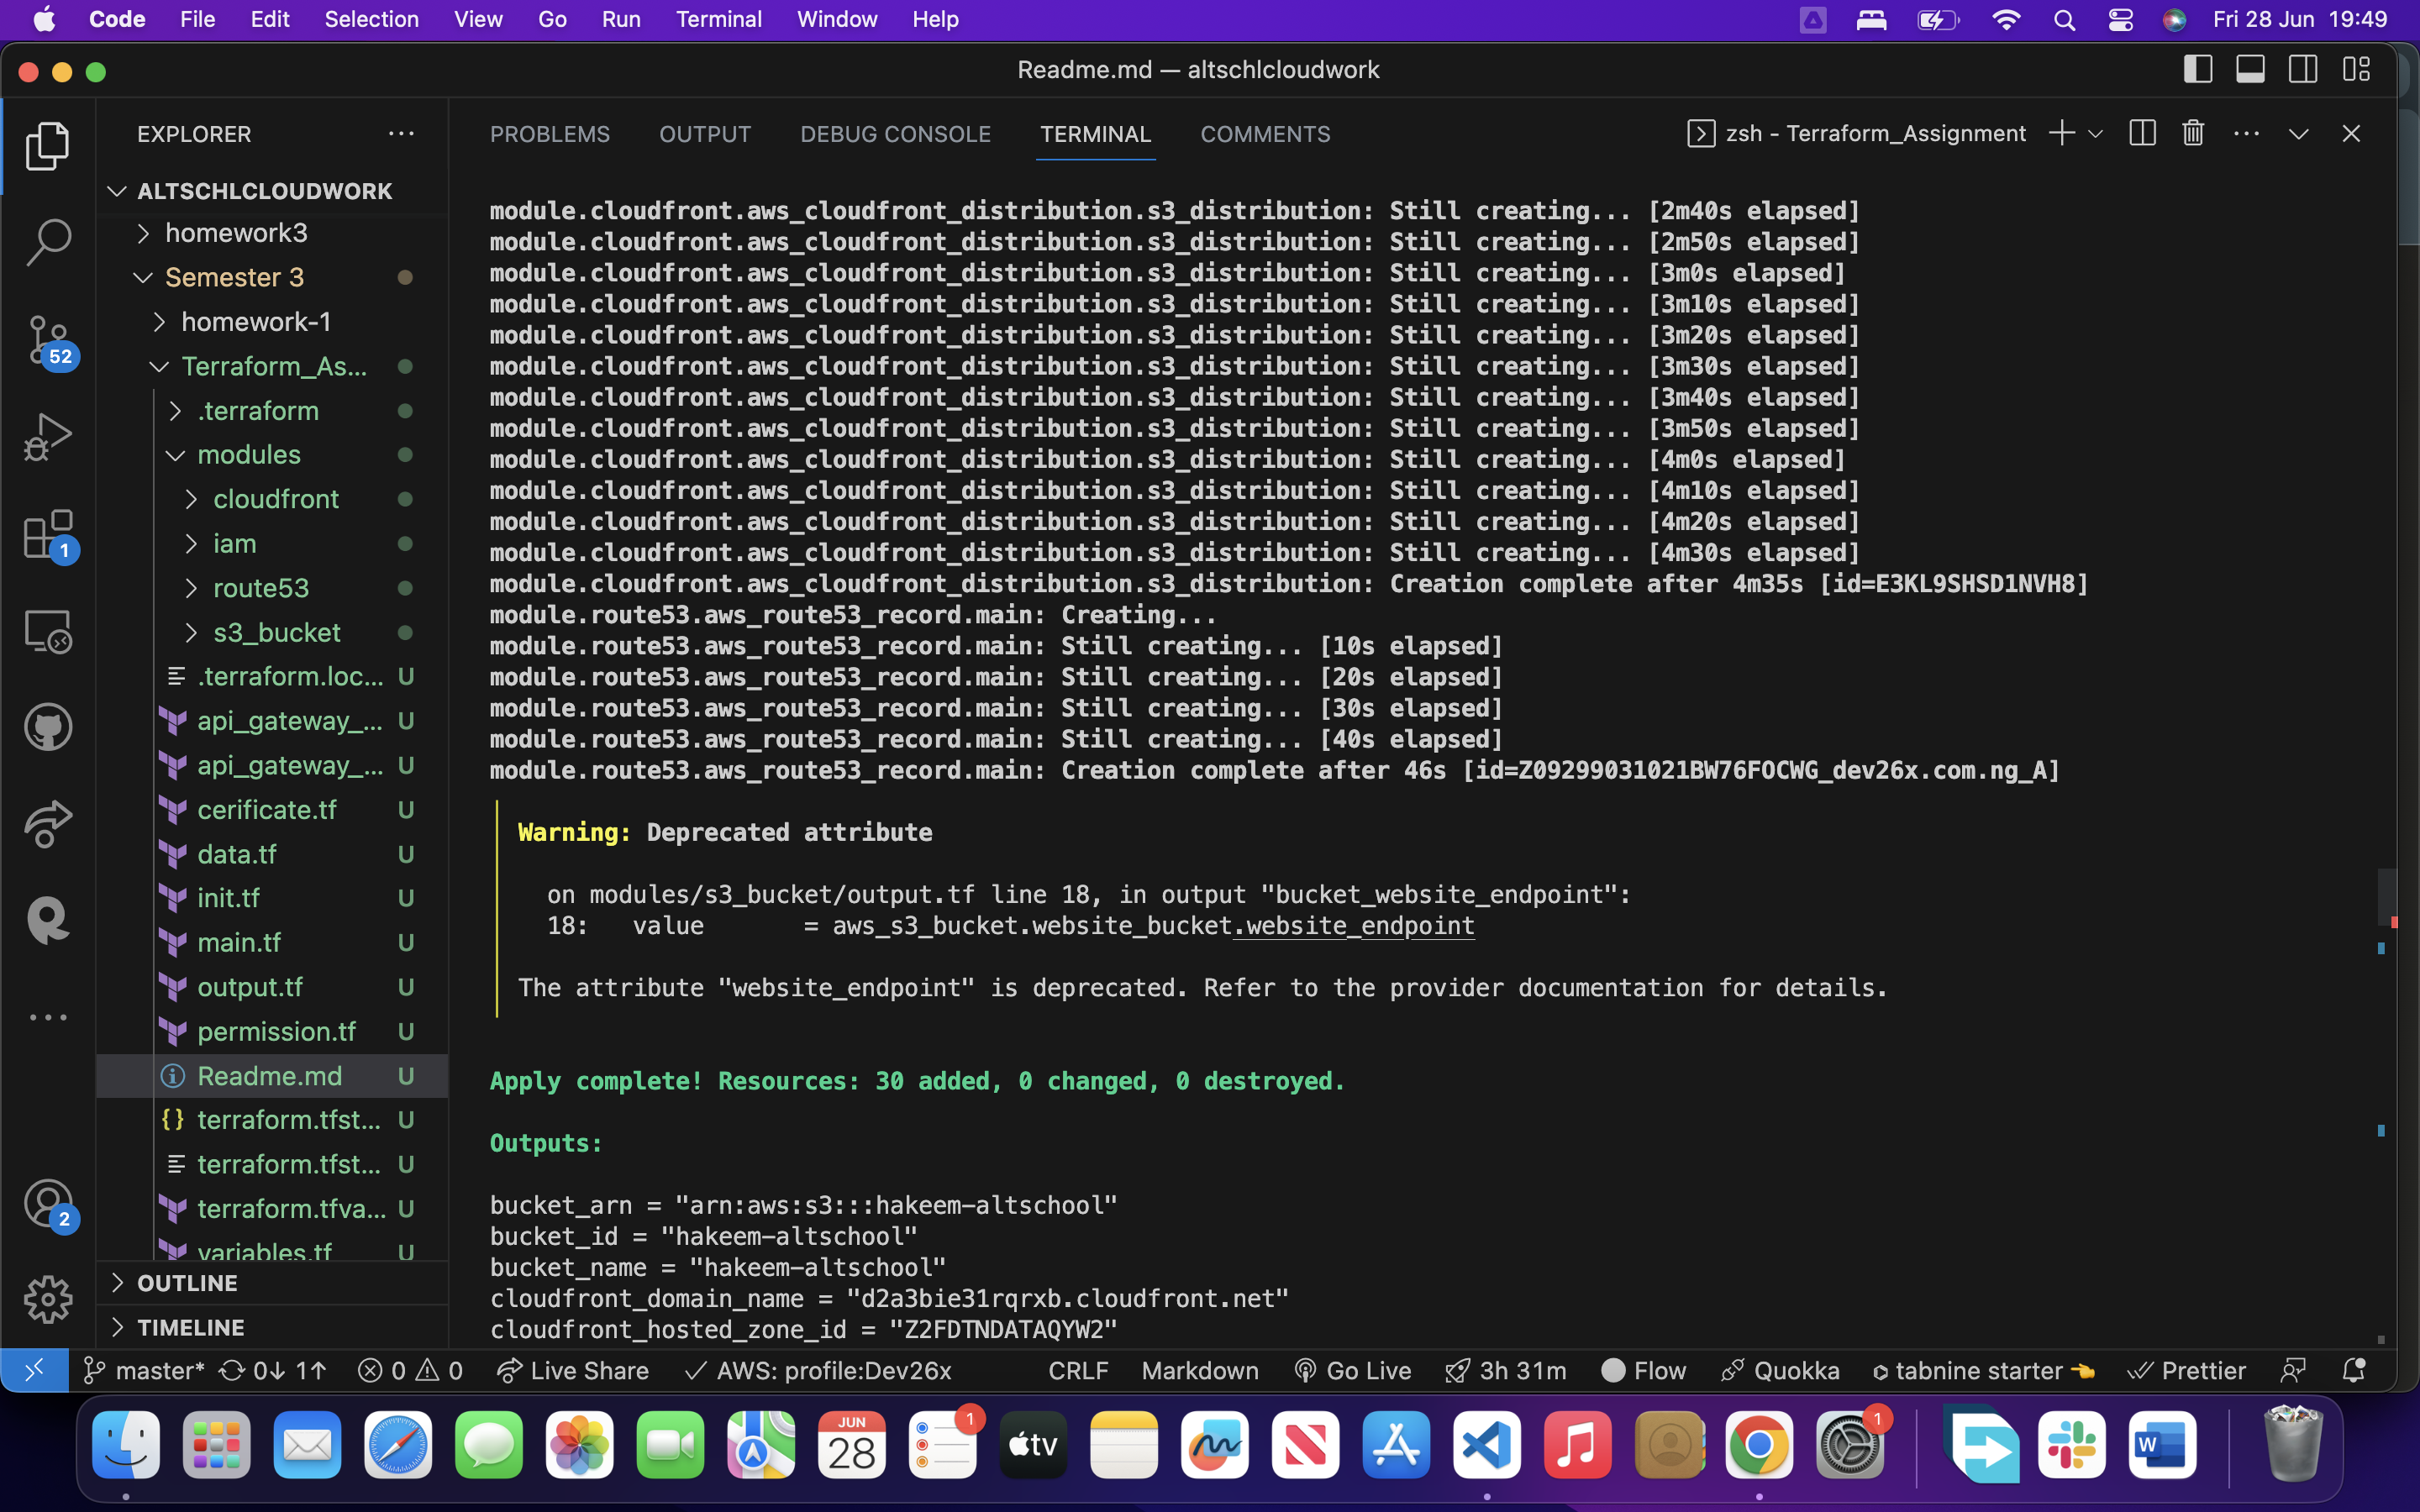 Code File Edit Selection View Go Run Terminal Window Help Fri 28 Jun 19:49
Readme.md — altschlcloudwork
EXPLORER
ALTSCHLCLOUDWORK
homework3
Semester 3
homework-1
Terraform_As...
.terraform
modules
cloudfront
iam
route53
s3_bucket
.terraform.loc... U
api_gateway_... U
api_gateway_... U
cerificate.tf U
data.tf U
init.tf U
main.tf U
output.tf U
permission.tf U
Readme.md U
terraform.tfst... U
terraform.tfst... U
terraform.tfva... U
variables.tf U
OUTLINE
TIMELINE
52
1
2
PROBLEMS OUTPUT DEBUG CONSOLE TERMINAL COMMENTS zsh - Terraform_Assignment
module.cloudfront.aws_cloudfront_distribution.s3_distribution: Still creating... [2m40s elapsed]
module.cloudfront.aws_cloudfront_distribution.s3_distribution: Still creating... [2m50s elapsed]
module.cloudfront.aws_cloudfront_distribution.s3_distribution: Still creating... [3m0s elapsed]
module.cloudfront.aws_cloudfront_distribution.s3_distribution: Still creating... [3m10s elapsed]
module.cloudfront.aws_cloudfront_distribution.s3_distribution: Still creating... [3m20s elapsed]
module.cloudfront.aws_cloudfront_distribution.s3_distribution: Still creating... [3m30s elapsed]
module.cloudfront.aws_cloudfront_distribution.s3_distribution: Still creating... [3m40s elapsed]
module.cloudfront.aws_cloudfront_distribution.s3_distribution: Still creating... [3m50s elapsed]
module.cloudfront.aws_cloudfront_distribution.s3_distribution: Still creating... [4m0s elapsed]
module.cloudfront.aws_cloudfront_distribution.s3_distribution: Still creating... [4m10s elapsed]
module.cloudfront.aws_cloudfront_distribution.s3_distribution: Still creating... [4m20s elapsed]
module.cloudfront.aws_cloudfront_distribution.s3_distribution: Still creating... [4m30s elapsed]
module.cloudfront.aws_cloudfront_distribution.s3_distribution: Creation complete after 4m35s [id=E3KL9SHSD1NVH8]
module.route53.aws_route53_record.main: Creating...
module.route53.aws_route53_record.main: Still creating... [10s elapsed]
module.route53.aws_route53_record.main: Still creating... [20s elapsed]
module.route53.aws_route53_record.main: Still creating... [30s elapsed]
module.route53.aws_route53_record.main: Still creating... [40s elapsed]
module.route53.aws_route53_record.main: Creation complete after 46s [id=Z09299031021BW76FOCWG_dev26x.com.ng_A]
Warning: Deprecated attribute
on modules/s3_bucket/output.tf line 18, in output "bucket_website_endpoint":
18: value = aws_s3_bucket.website_bucket.website_endpoint
The attribute "website_endpoint" is deprecated. Refer to the provider documentation for details.
Apply complete! Resources: 30 added, 0 changed, 0 destroyed.
Outputs:
bucket_arn = "arn:aws:s3:::hakeem-altschool"
bucket_id = "hakeem-altschool"
bucket_name = "hakeem-altschool"
cloudfront_domain_name = "d2a3bie31rqrxb.cloudfront.net"
cloudfront_hosted_zone_id = "Z2FDTNDATAQYW2"
master* 0↓ 1↑ 0 0 Live Share AWS: profile:Dev26x CRLF Markdown Go Live 3h 31m Flow Quokka tabnine starter Prettier
JUN
28
1
tv
1
W